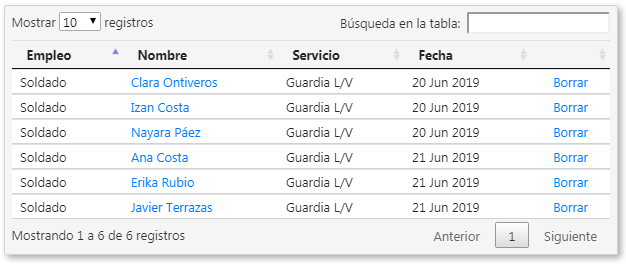 Mostrar 10 registros Búsqueda en la tabla:
Empleo Nombre Servicio Fecha
Soldado Clara Ontiveros Guardia L/V 20 Jun 2019 Borrar
Soldado Izan Costa Guardia L/V 20 Jun 2019 Borrar
Soldado Nayara Páez Guardia L/V 20 Jun 2019 Borrar
Soldado Ana Costa Guardia L/V 21 Jun 2019 Borrar
Soldado Erika Rubio Guardia L/V 21 Jun 2019 Borrar
Soldado Javier Terrazas Guardia L/V 21 Jun 2019 Borrar
Mostrando 1 a 6 de 6 registros Anterior 1 Siguiente